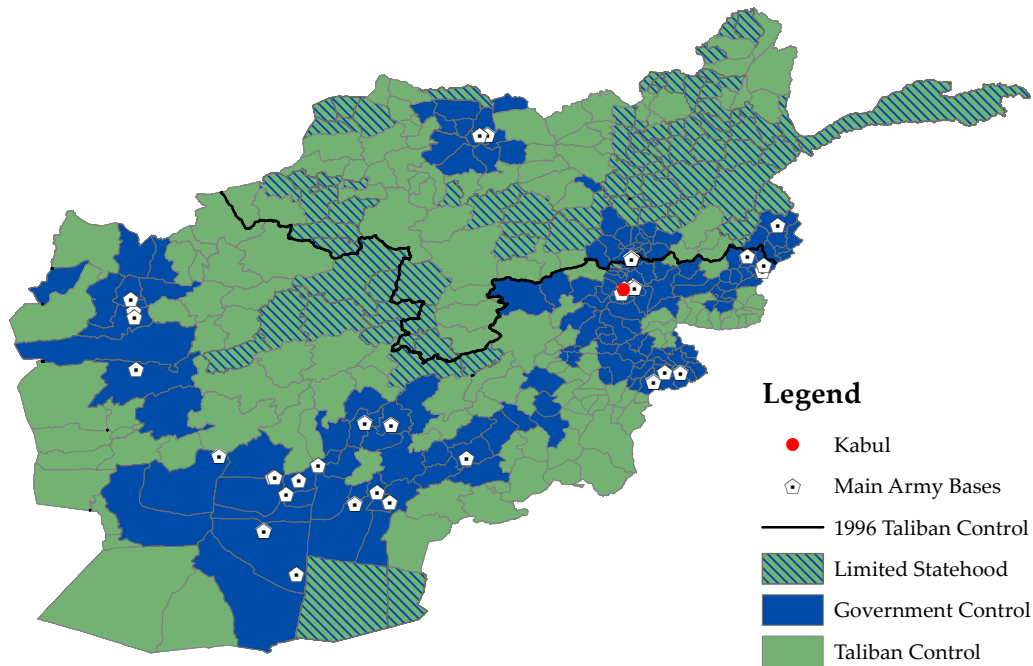 Legend
Kabul
Main Army Bases
1996 Taliban Control
Limited Statehood
Government Control
Taliban Control